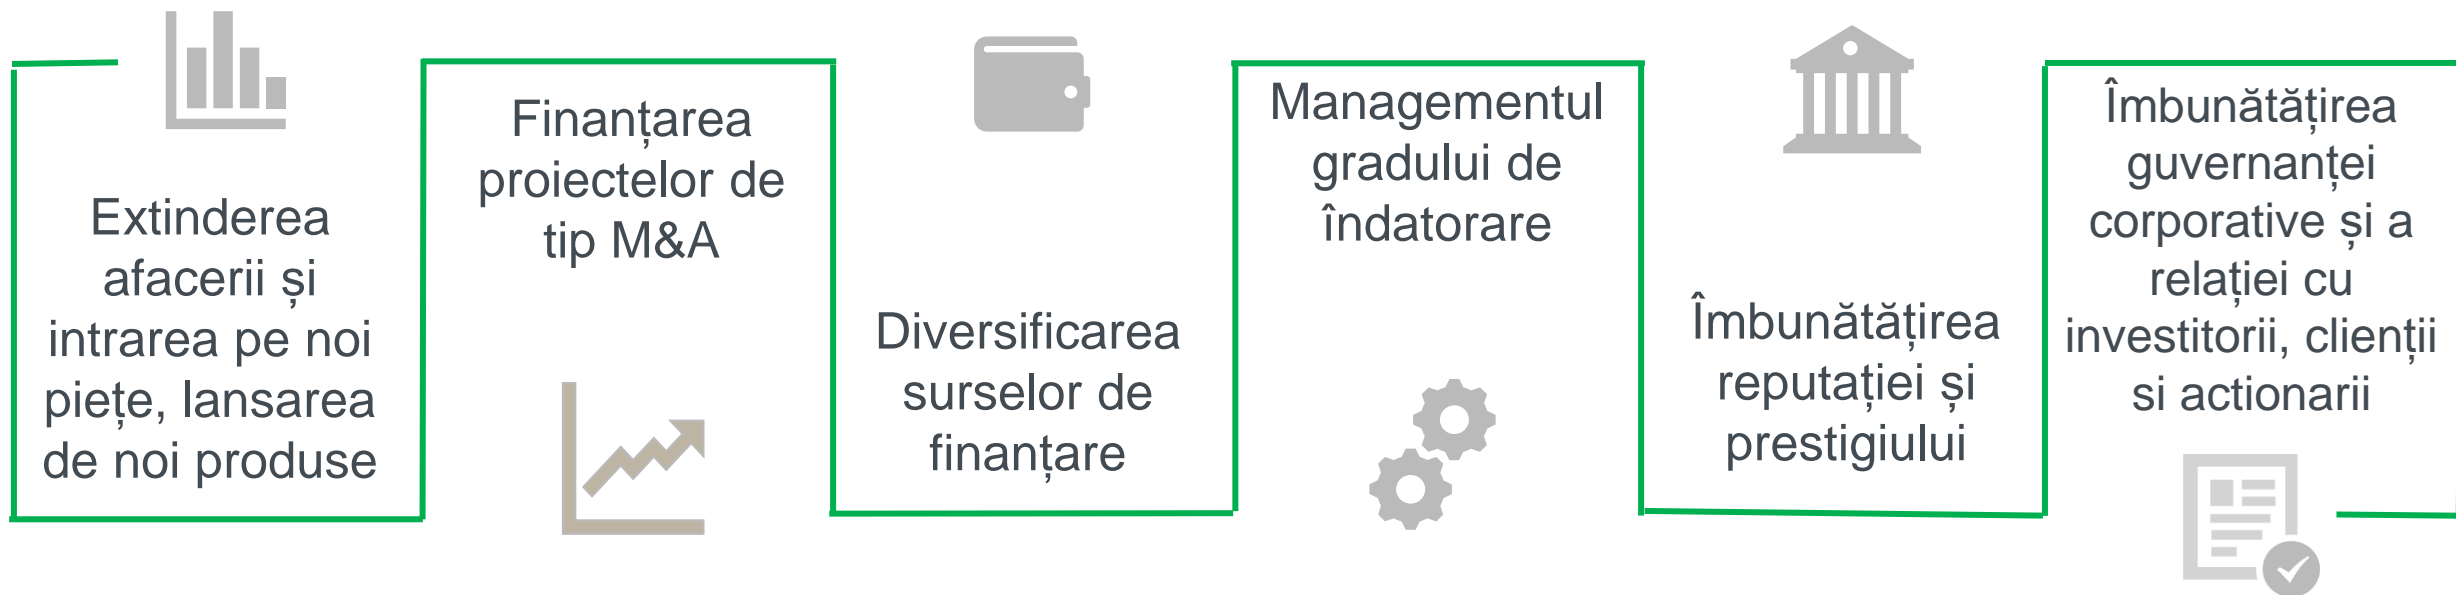 Extinderea
afacerii și
intrarea pe noi
piețe, lansarea
de noi produse
Finanțarea
proiectelor de
tip M&A
Diversificarea
surselor de
finanțare
Managementul
gradului de
îndatorare
Îmbunătățirea
reputației și
prestigiului
Îmbunătățirea
guvernanței
corporative și a
relației cu
investitorii, clienții
si actionarii